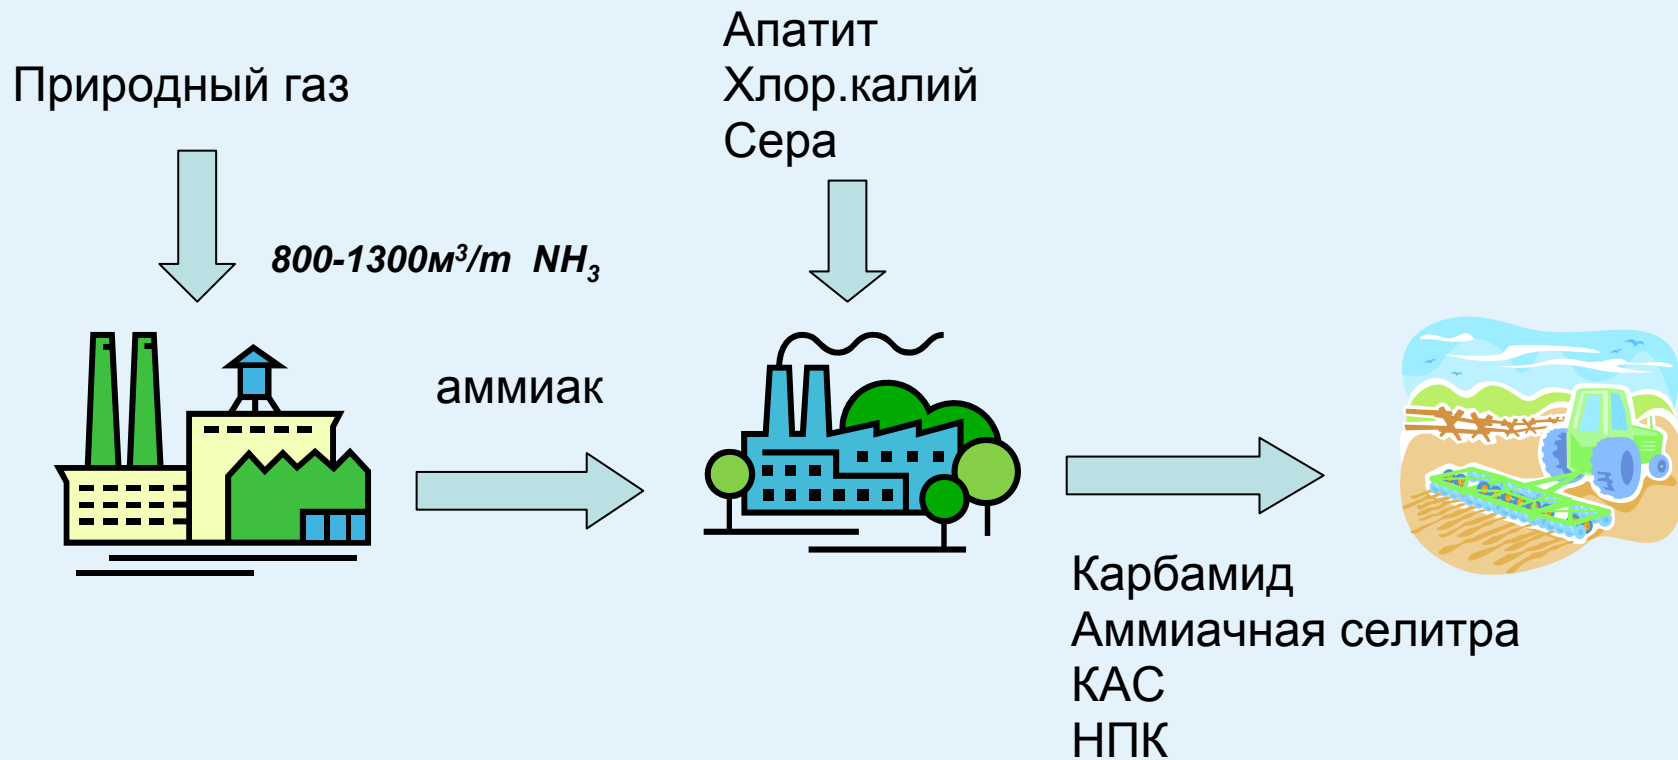 Природный газ
Апатит
Хлор.калий
Сера
800-1300м³/т NH₃
аммиак
Карбамид
Аммиачная селитра
КАС
НПК